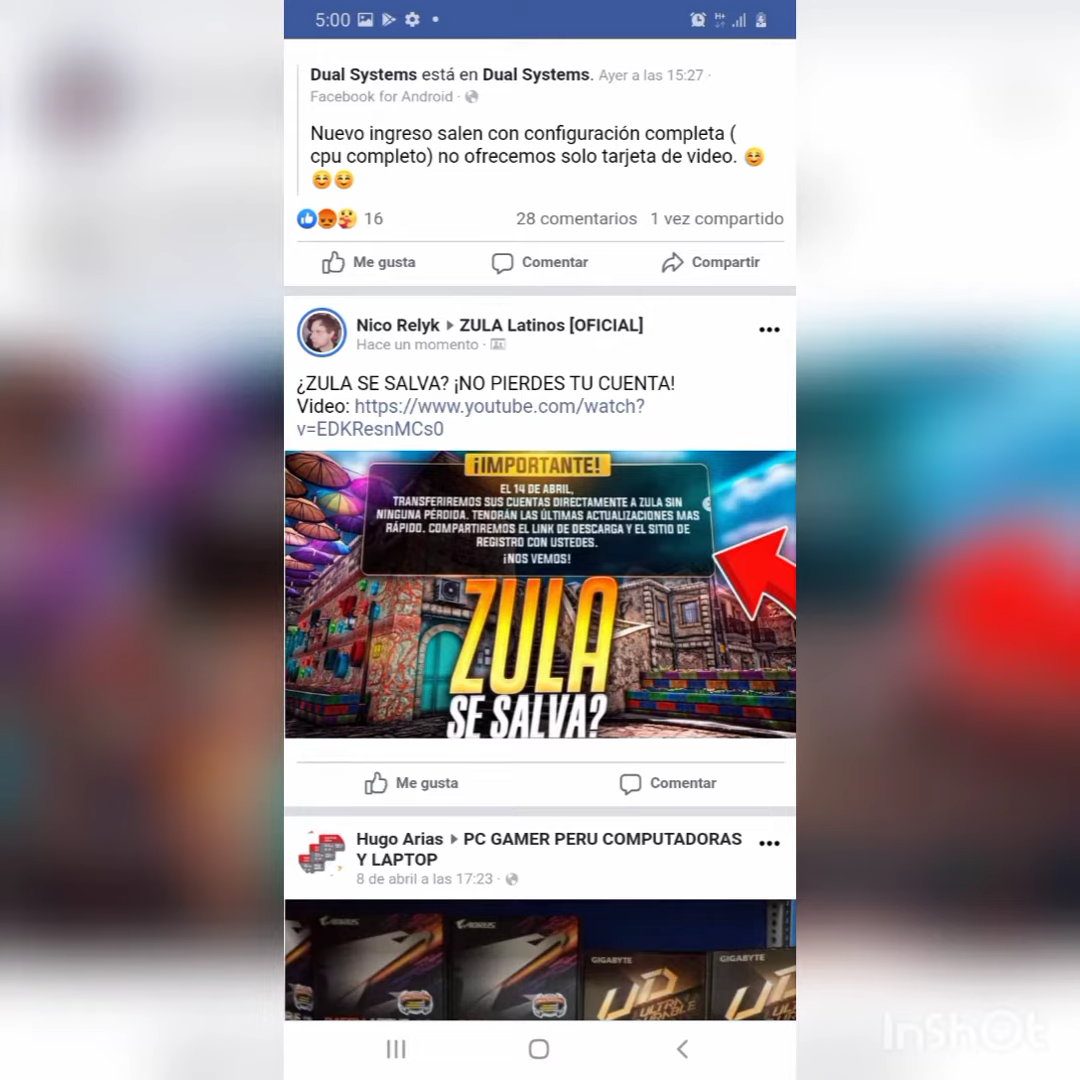 5:00
Dual Systems está en Dual Systems. Ayer a las 15:27 ·
Facebook for Android ·
Nuevo ingreso salen con configuración completa (
cpu completo) no ofrecemos solo tarjeta de video.
16 28 comentarios 1 vez compartido
Me gusta Comentar Compartir
Nico Relyk ZULA Latinos [OFICIAL]
Hace un momento ·
¿ZULA SE SALVA? ¡NO PIERDES TU CUENTA!
Video: https://www.youtube.com/watch?
v=EDKResnMCs0
¡IMPORTANTE!
EL 14 DE ABRIL,
TRANSFERIREMOS SUS CUENTAS DIRECTAMENTE A ZULA SIN
NINGUNA PÉRDIDA. TENDRÁN LAS ÚLTIMAS ACTUALIZACIONES MAS
RÁPIDO. COMPARTIREMOS EL LINK DE DESCARGA Y EL SITIO DE
REGISTRO CON USTEDES.
¡NOS VEMOS!
ZULA
SE SALVA?
Me gusta Comentar
Hugo Arias PC GAMER PERU COMPUTADORAS
Y LAPTOP
8 de abril a las 17:23 ·
AORUS AORUS
GIGABYTE GIGABYTE
UD
ULTRA
DURABLE
InShOt